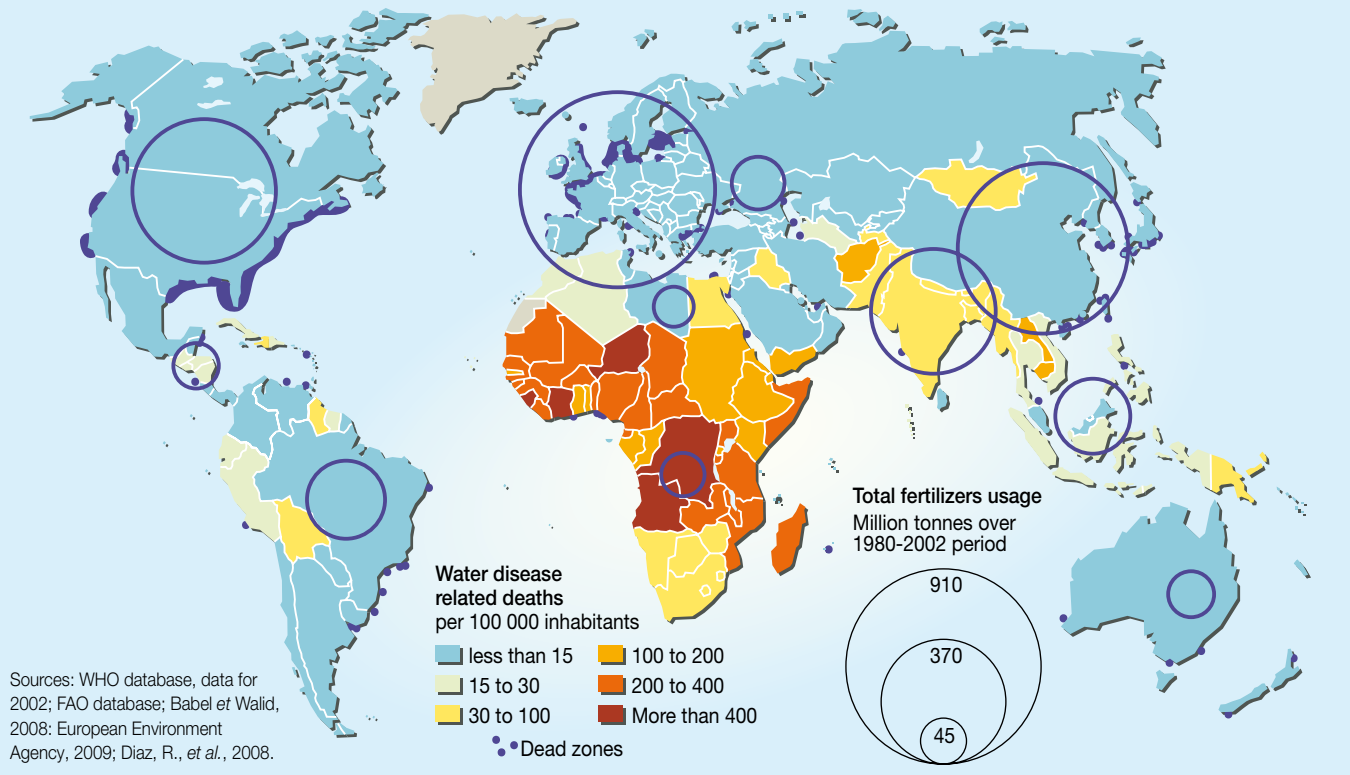 Total fertilizers usage
Million tonnes over
1980-2002 period
910
370
45
Water disease
related deaths
per 100 000 inhabitants
less than 15
15 to 30
30 to 100
100 to 200
200 to 400
More than 400
Dead zones
Sources: WHO database, data for
2002; FAO database; Babel et Walid,
2008: European Environment
Agency, 2009; Diaz, R., et al., 2008.